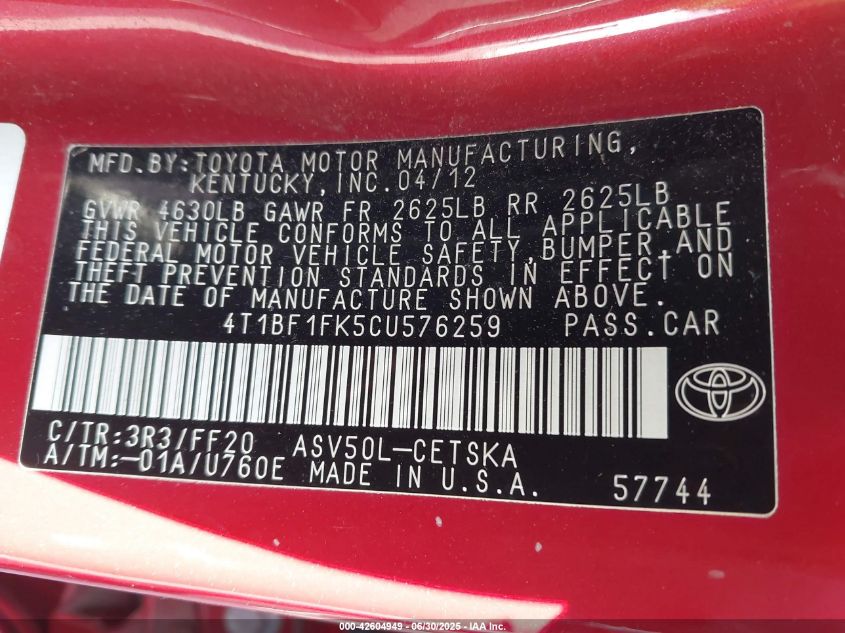 MFD.BY:TOYOTA MOTOR MANUFACTURING,
KENTUCKY,INC.04/12
GVWR 4630LB GAWR FR 2625LB RR 2625LB
THIS VEHICLE CONFORMS TO ALL APPLICABLE
FEDERAL MOTOR VEHICLE SAFETY,BUMPER,AND
THEFT PREVENTION STANDARDS IN EFFECT ON
THE DATE OF MANUFACTURE SHOWN ABOVE.
4T1BF1FK5CU576259 PASS.CAR
C/TR:3R3/FF20 ASV50L-CETSKA
A/TM:-01A/U760E MADE IN U.S.A. 57744
000-42604949 - 06/30/2025 - IAA Inc.